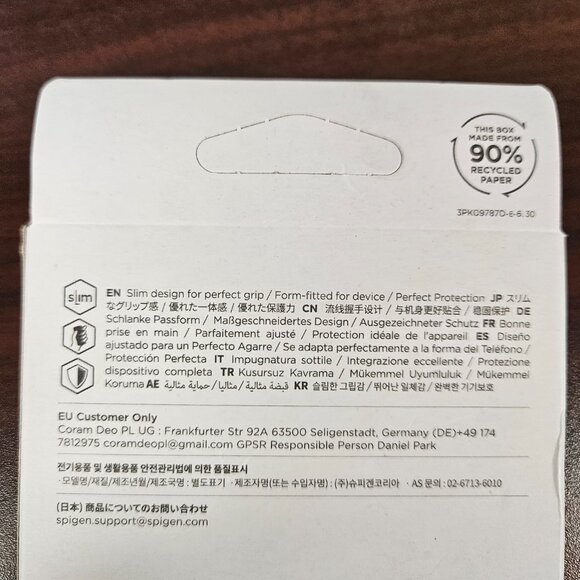 THIS BOX
MADE FROM
90%
RECYCLED
PAPER
3PKG9787O-E-6.30
slim
EN Slim design for perfect grip / Form-fitted for device / Perfect Protection JP スリム
なグリップ感 / 優れた一体感 / 優れた保護力 CN 流线握手设计 / 与机身更好贴合 / 稳固保护 DE
Schlanke Passform / Maßgeschneidertes Design / Ausgezeichneter Schutz FR Bonne
prise en main / Parfaitement ajusté / Protection idéale de l'appareil ES Diseño
ajustado para un Perfecto Agarre / Se adapta perfectamente a la forma del Teléfono /
Protección Perfecta IT Impugnatura sottile / Integrazione eccellente / Protezione
dispositivo completa TR Kusursuz Kavrama / Mükemmel Uyumluluk / Mükemmel
Koruma AE قبضة مثالية / مثاليا / حماية مثالية KR 슬림한 그립감 / 뛰어난 일체감 / 완벽한 기기보호
EU Customer Only
Coram Deo PL UG : Frankfurter Str 92A 63500 Seligenstadt, Germany (DE)+49 174
7812975 coramdeopl@gmail.com GPSR Responsible Person Daniel Park
전기용품 및 생활용품 안전관리법에 의한 품질표시
· 모델명/재질/제조년월/제조국명 : 별도표기 · 제조자명(또는 수입자명) : (주)슈피겐코리아 · AS 문의 : 02-6713-6010
(日本) 商品についてのお問い合わせ
spigen.support@spigen.com